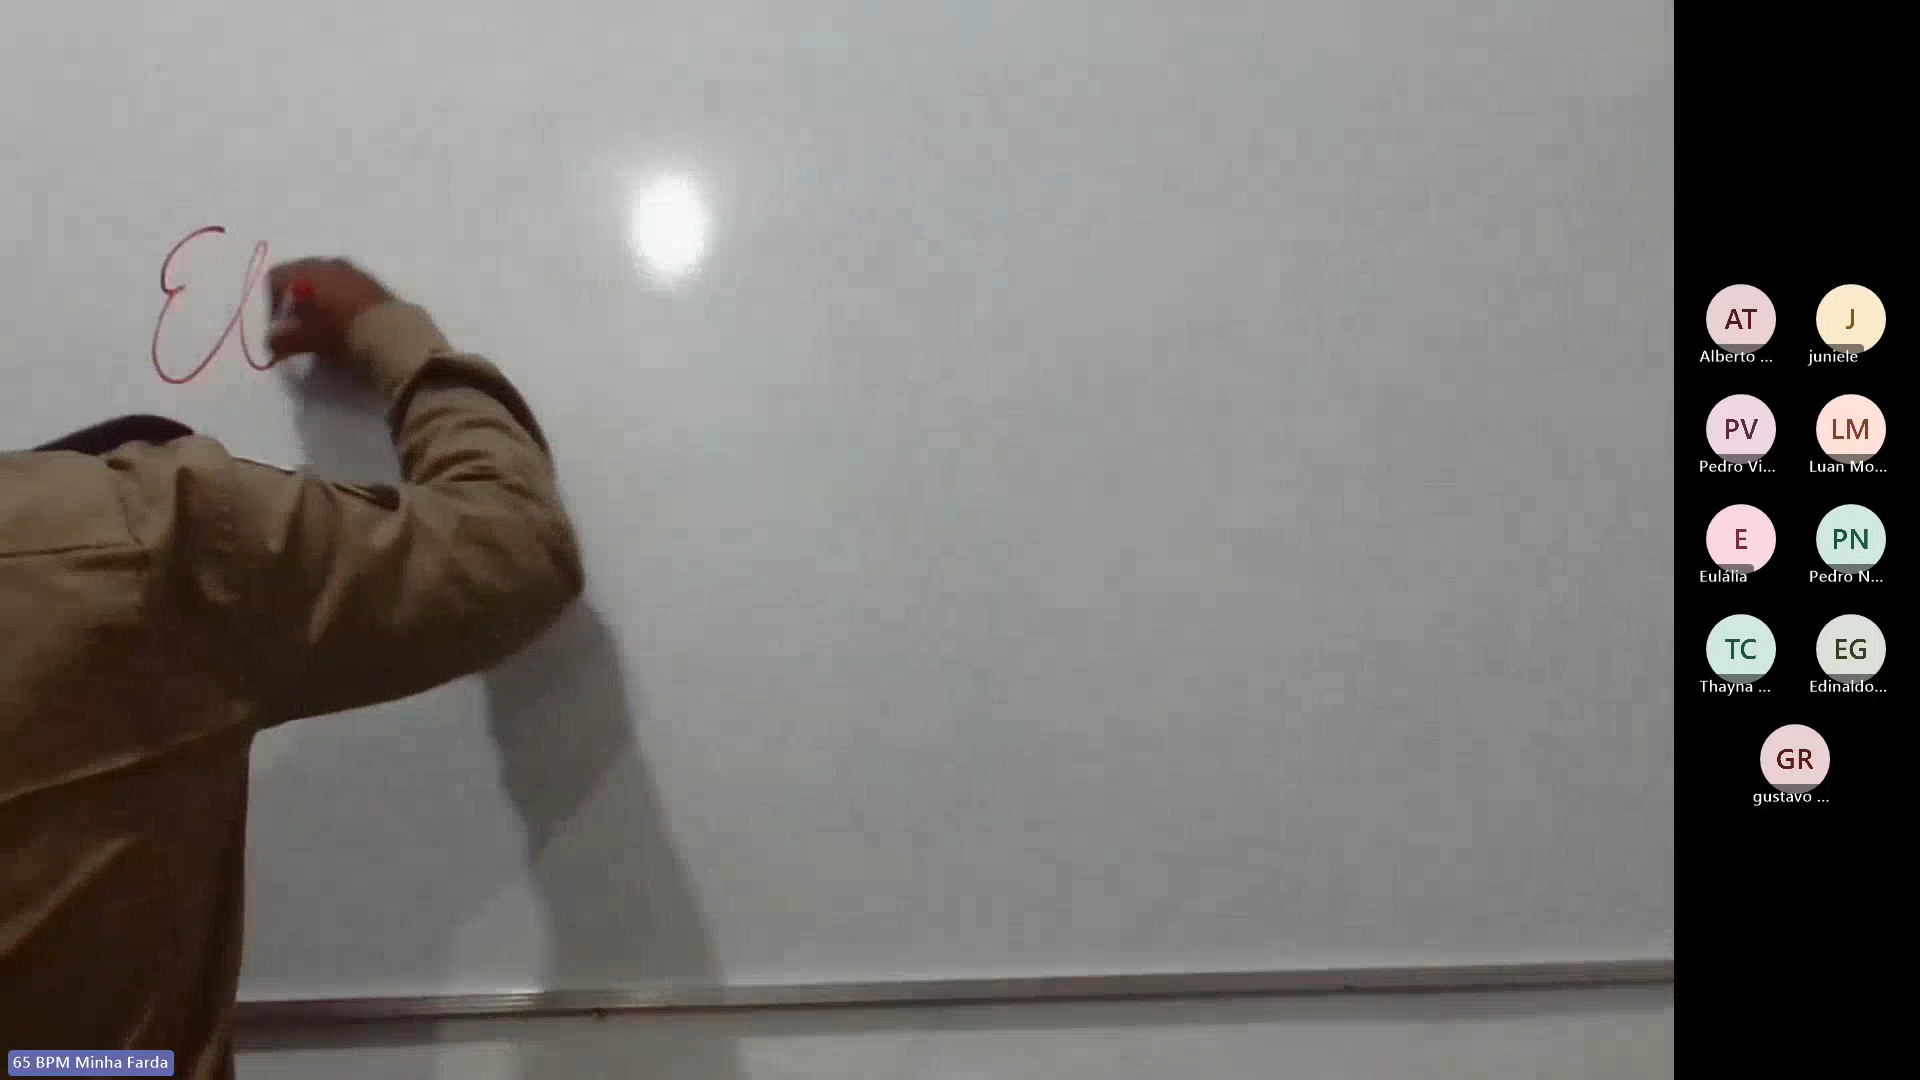 El
AT
J
Alberto ...
juniele
PV
LM
Pedro Vi...
Luan Mo...
E
PN
Eulália
Pedro N...
TC
EG
Thayna ...
Edinaldo...
GR
gustavo ...
65 BPM Minha Farda